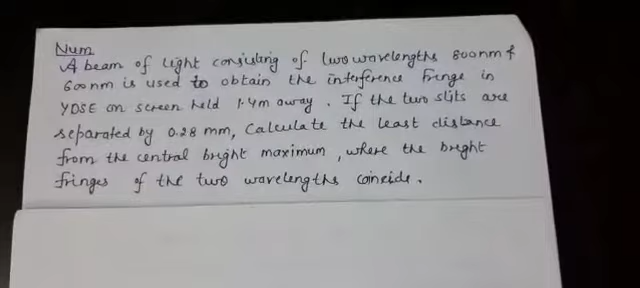 Num
A beam of light consisting of two wavelengths 800nm &
600nm is used to obtain the interference fringe in
YDSE on screen held 1.4m away. If the two slits are
separated by 0.28 mm, Calculate the least distance
from the central bright maximum, where the bright
fringes of the two wavelengths coincide.